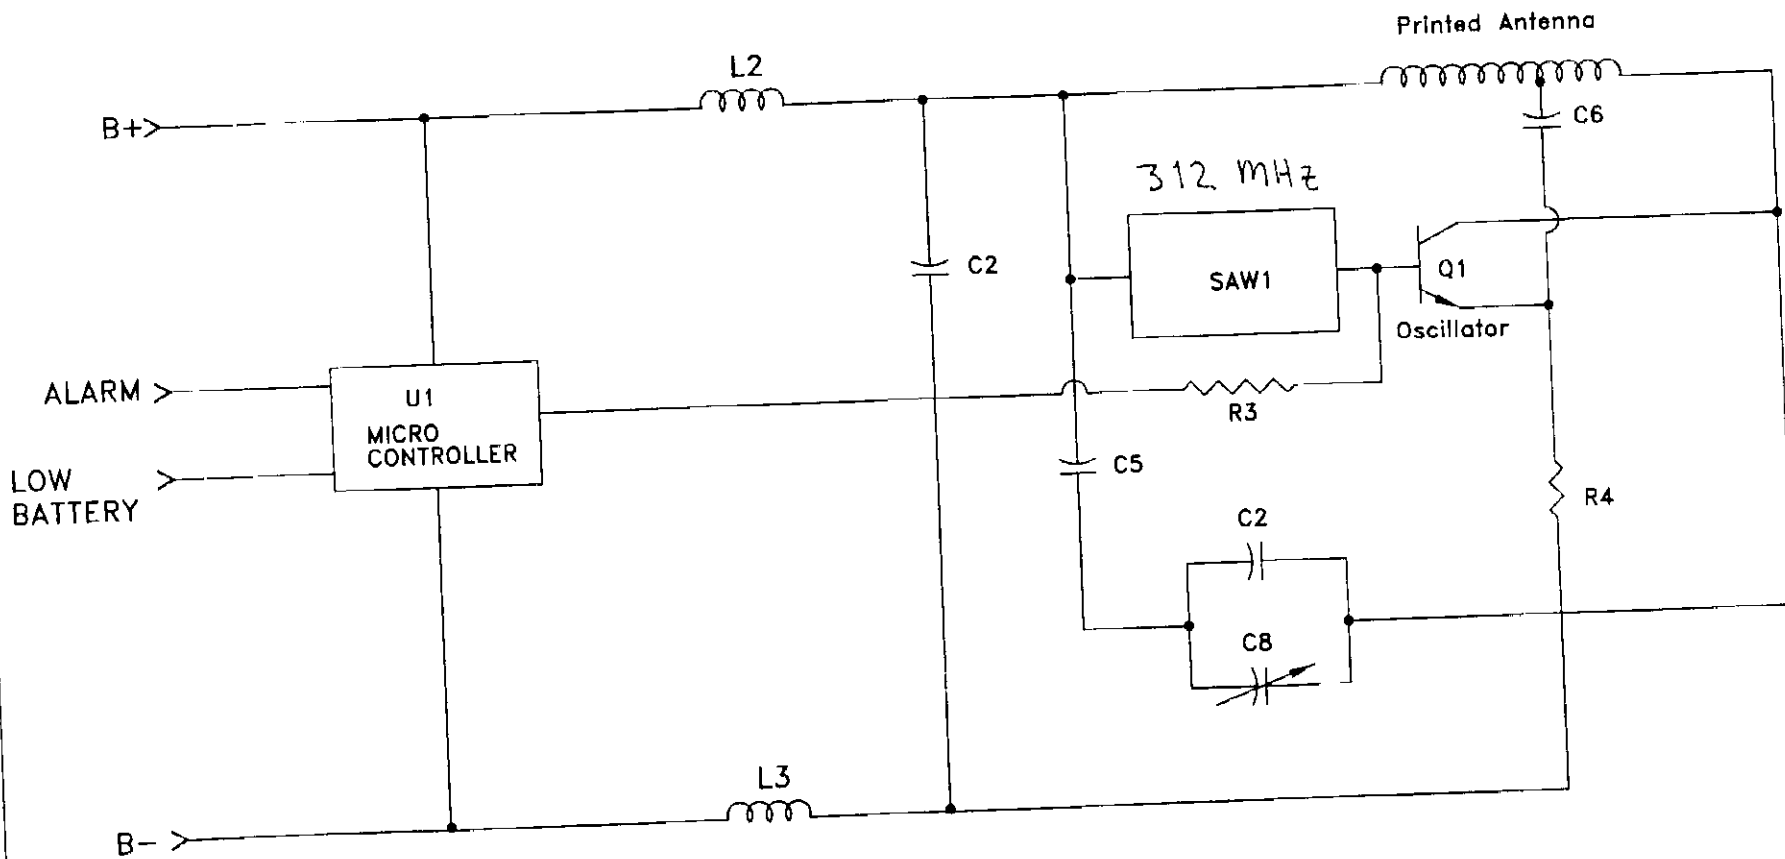 Printed Antenna
L2
B+
C6
312 MHz
C2
SAW1
Q1
Oscillator
ALARM
U1
MICRO
CONTROLLER
R3
LOW
BATTERY
C5
R4
C2
C8
L3
B-